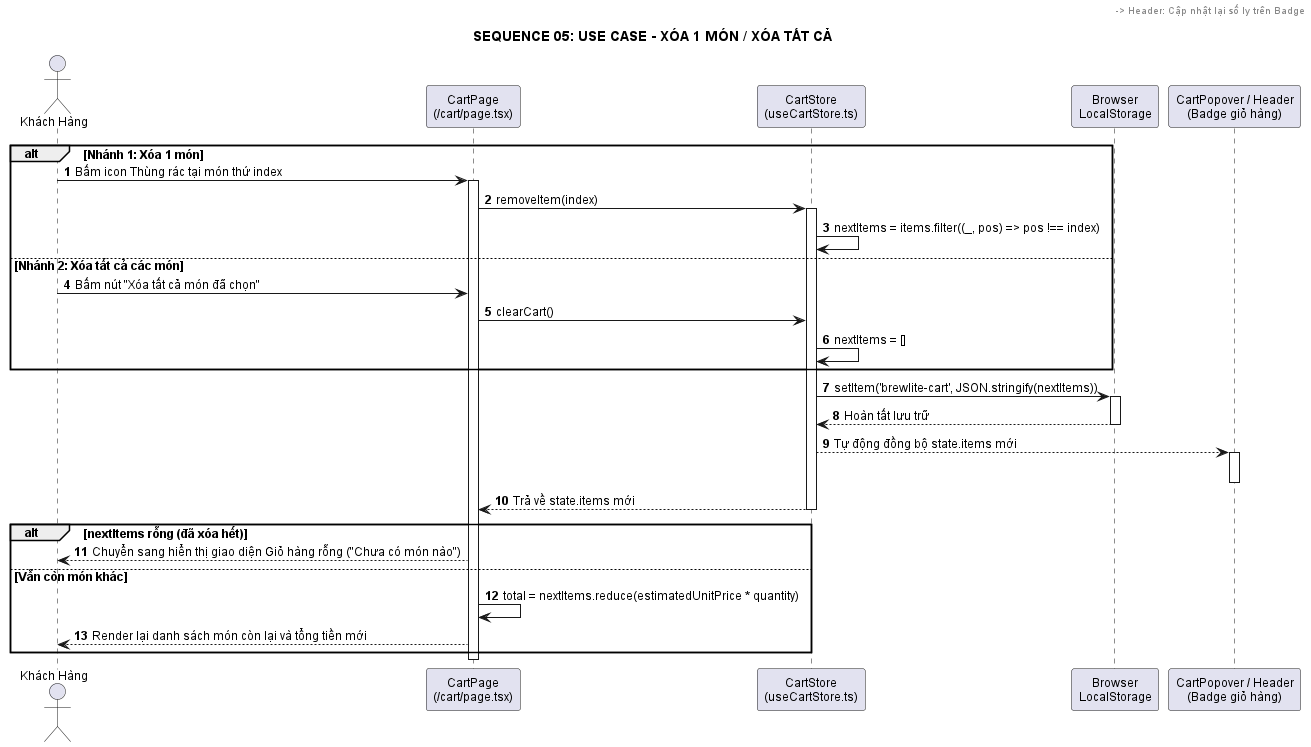 -> Header: Cập nhật lại số ly trên Badge
SEQUENCE 05: USE CASE - XÓA 1 MÓN / XÓA TẤT CẢ
Khách Hàng
CartPage
(/cart/page.tsx)
CartStore
(useCartStore.ts)
Browser
LocalStorage
CartPopover / Header
(Badge giỏ hàng)
alt [Nhánh 1: Xóa 1 món]
1 Bấm icon Thùng rác tại món thứ index
2 removeItem(index)
3 nextItems = items.filter((_, pos) => pos !== index)
[Nhánh 2: Xóa tất cả các món]
4 Bấm nút "Xóa tất cả món đã chọn"
5 clearCart()
6 nextItems = []
7 setItem('brewlite-cart', JSON.stringify(nextItems))
8 Hoàn tất lưu trữ
9 Tự động đồng bộ state.items mới
10 Trả về state.items mới
alt [nextItems rỗng (đã xóa hết)]
11 Chuyển sang hiển thị giao diện Giỏ hàng rỗng ("Chưa có món nào")
[Vẫn còn món khác]
12 total = nextItems.reduce(estimatedUnitPrice * quantity)
13 Render lại danh sách món còn lại và tổng tiền mới
Khách Hàng
CartPage
(/cart/page.tsx)
CartStore
(useCartStore.ts)
Browser
LocalStorage
CartPopover / Header
(Badge giỏ hàng)